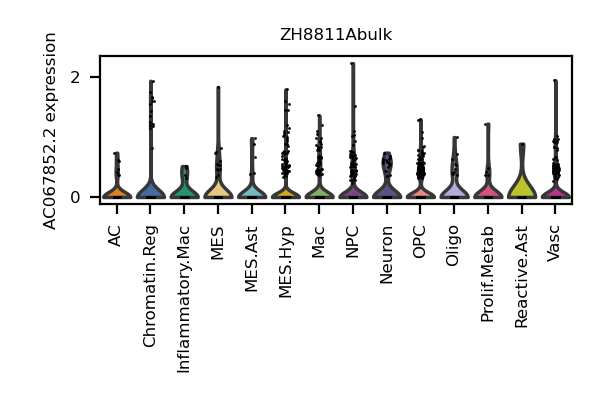 ZH8811Abulk
AC067852.2 expression
2
0
AC
Chromatin.Reg
Inflammatory.Mac
MES
MES.Ast
MES.Hyp
Mac
NPC
Neuron
OPC
Oligo
Prolif.Metab
Reactive.Ast
Vasc